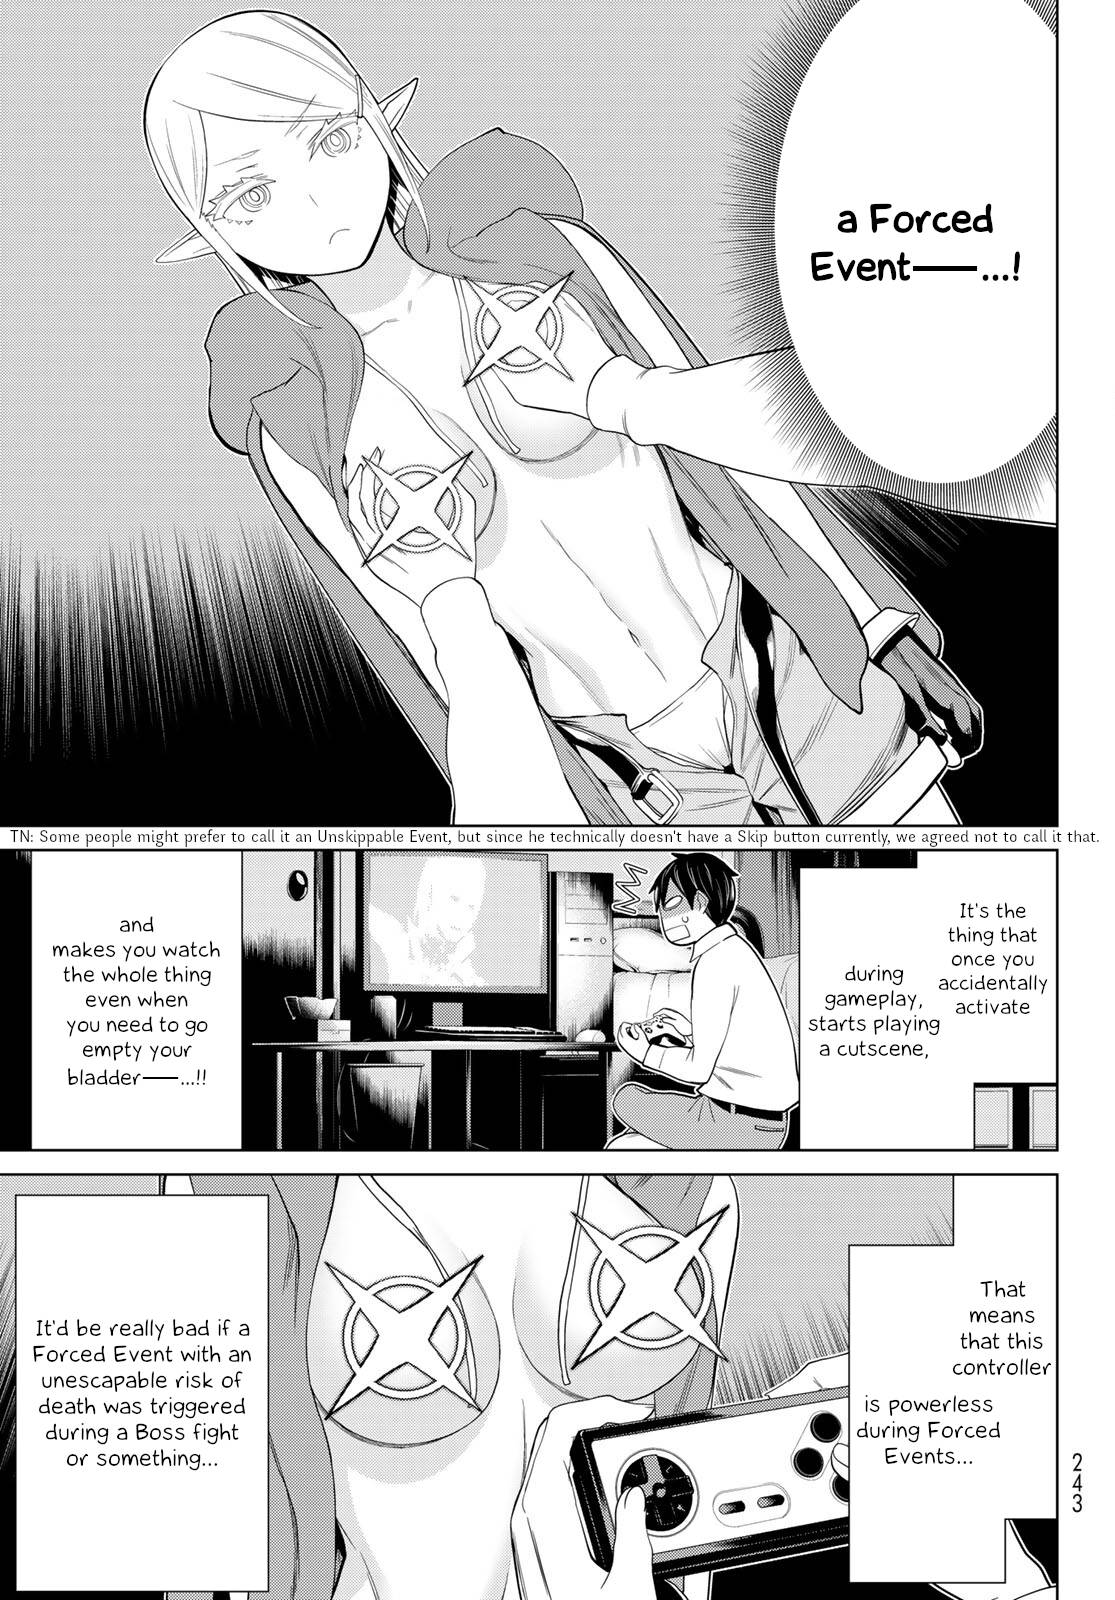 a Forced
Event——...!
TN: Some people might prefer to call it an Unskippable Event, but since he technically doesn't have a Skip button currently, we agreed not to call it that.
It's the
thing that
once you
accidentally
activate
during
gameplay,
starts playing
a cutscene,
and
makes you watch
the whole thing
even when
you need to go
empty your
bladder——...!!
That
means
that this
controller
is powerless
during Forced
Events...
It'd be really bad if a
Forced Event with an
unescapable risk of
death was triggered
during a Boss fight
or something...
243